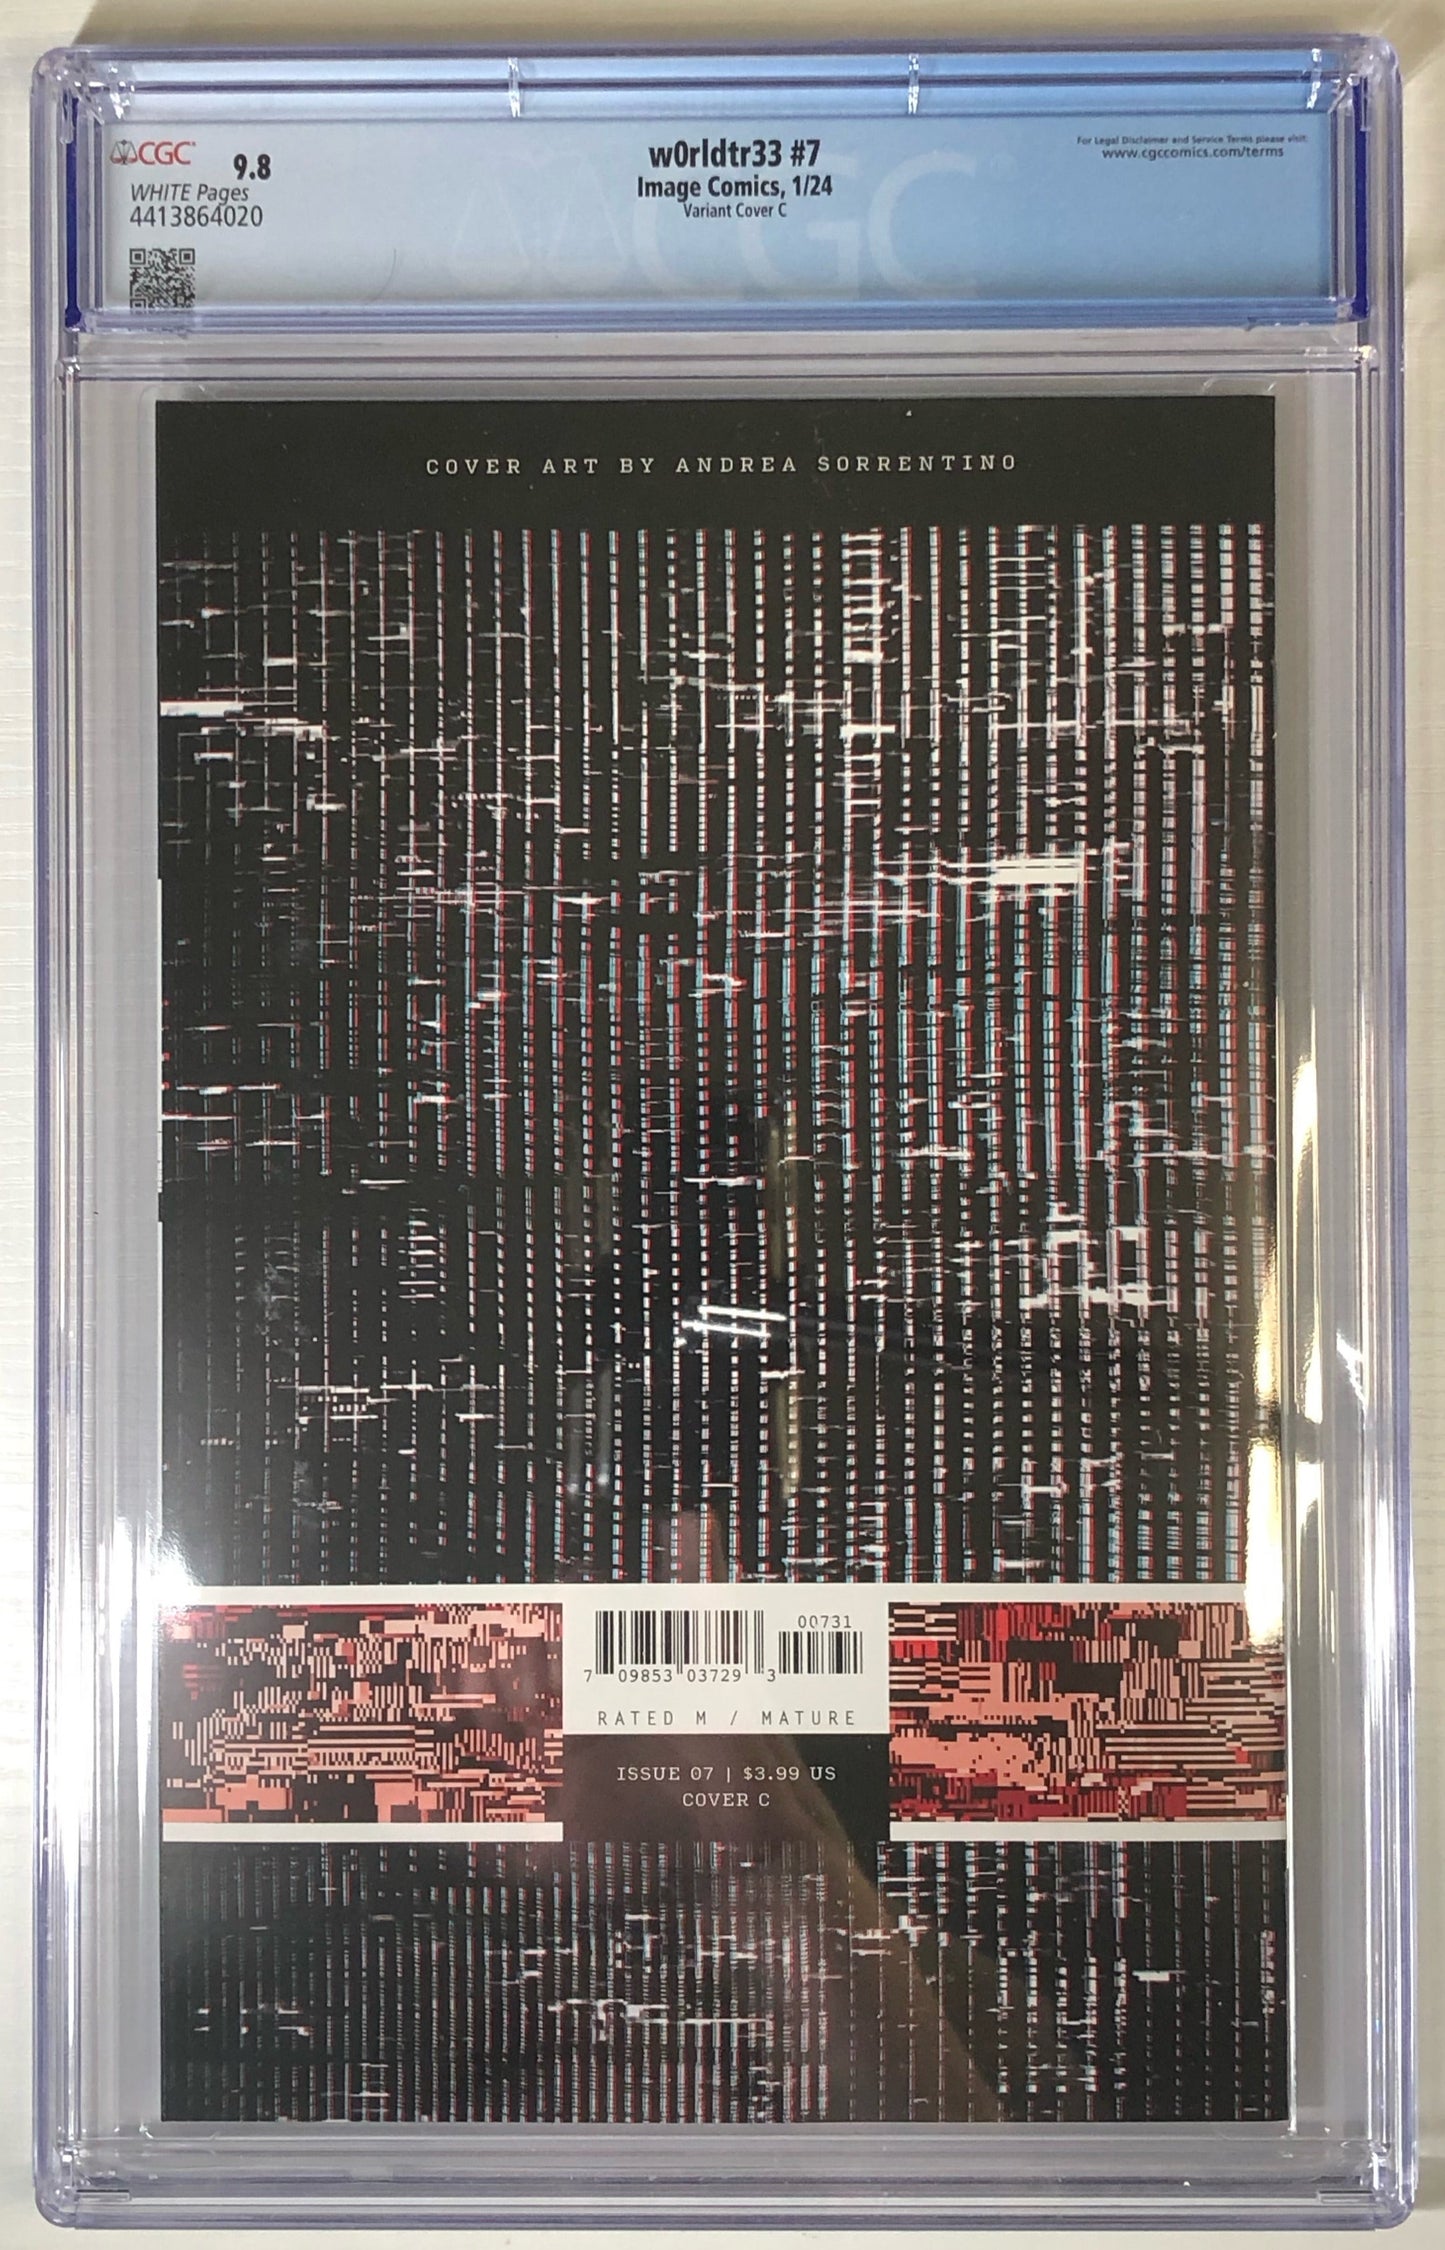 CGC
9.8
WHITE Pages
4413864020
w0rldtr33 #7
Image Comics, 1/24
Variant Cover C
For Legal Disclaimer and Service Terms please visit:
www.cgccomics.com/terms
CGC
COVER ART BY ANDREA SORRENTINO
00731
7 09853 03729 3
RATED M / MATURE
ISSUE 07 | $3.99 US
COVER C